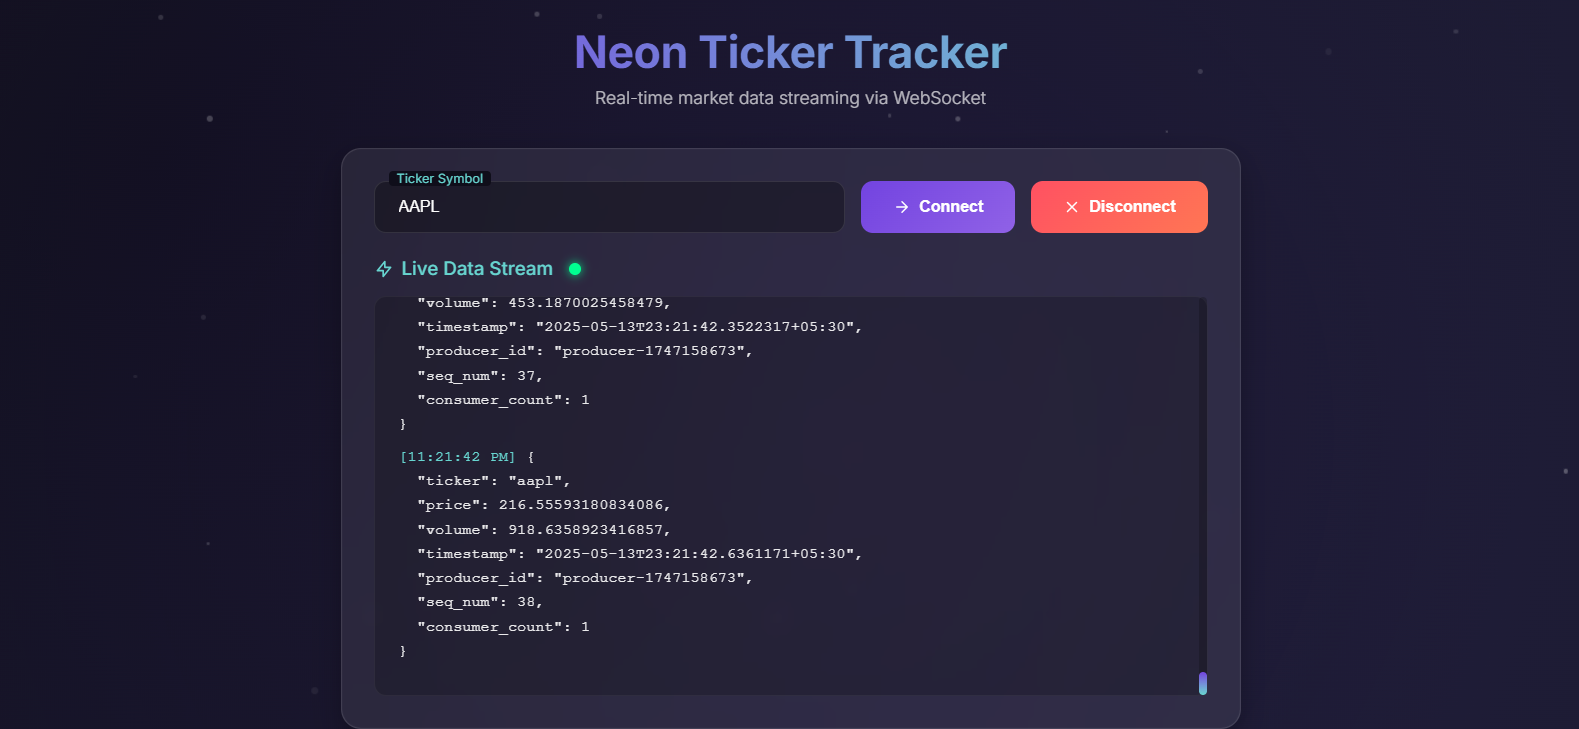 Neon Ticker Tracker
Real-time market data streaming via WebSocket
Ticker Symbol
AAPL
Connect
Disconnect
Live Data Stream
"volume": 453.1870025458479,
"timestamp": "2025-05-13T23:21:42.3522317+05:30",
"producer_id": "producer-1747158673",
"seq_num": 37,
"consumer_count": 1
}
[11:21:42 PM] {
"ticker": "aapl",
"price": 216.55593180834086,
"volume": 918.6358923416857,
"timestamp": "2025-05-13T23:21:42.6361171+05:30",
"producer_id": "producer-1747158673",
"seq_num": 38,
"consumer_count": 1
}